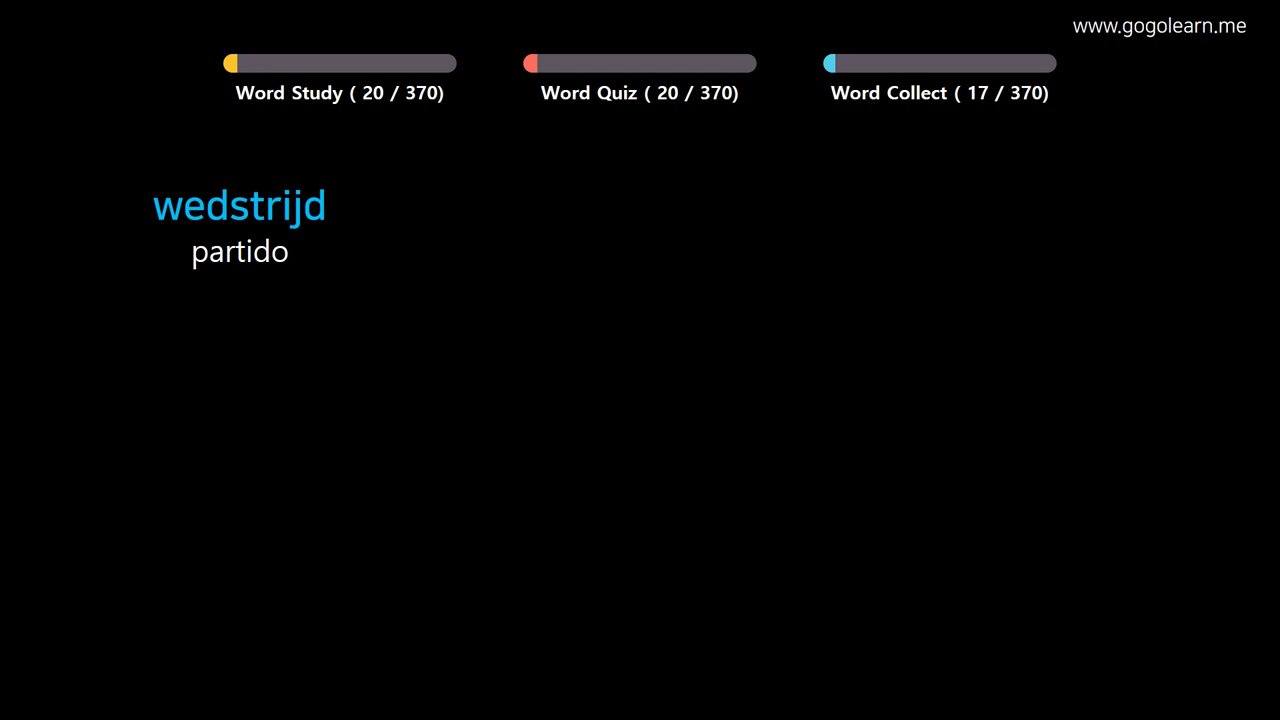 www.gogolearn.me
Word Study ( 20 / 370)
Word Quiz ( 20 / 370)
Word Collect ( 17 / 370)
wedstrijd
partido